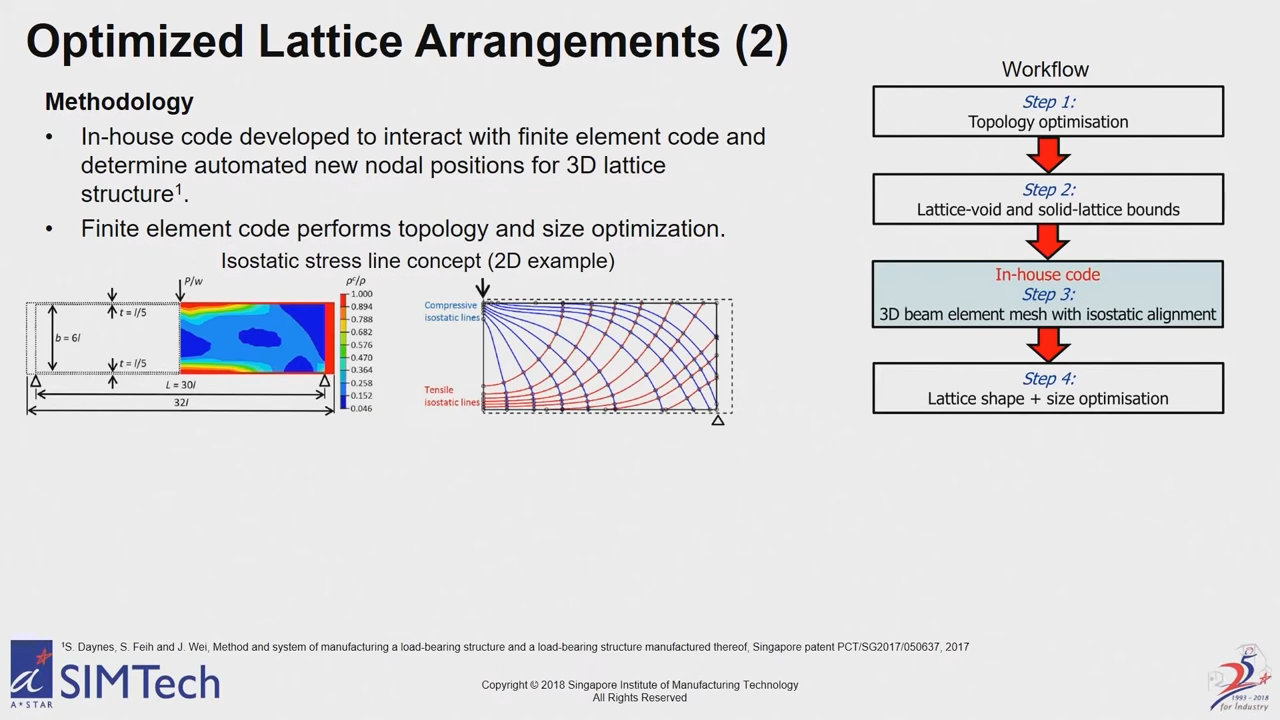 Optimized Lattice Arrangements (2)
Methodology
• In-house code developed to interact with finite element code and
determine automated new nodal positions for 3D lattice
structure¹.
• Finite element code performs topology and size optimization.
Isostatic stress line concept (2D example)
P/w
t = l/5
b = 6l
t = l/5
L = 30l
32l
ρᵉ/ρ
1.000
0.894
0.788
0.682
0.576
0.470
0.364
0.258
0.152
0.046
Compressive
isostatic lines
Tensile
isostatic lines
Workflow
Step 1:
Topology optimisation
Step 2:
Lattice-void and solid-lattice bounds
In-house code
Step 3:
3D beam element mesh with isostatic alignment
Step 4:
Lattice shape + size optimisation
¹S. Daynes, S. Feih and J. Wei, Method and system of manufacturing a load-bearing structure and a load-bearing structure manufactured thereof, Singapore patent PCT/SG2017/050637, 2017
A*STAR
SIMTech
Copyright © 2018 Singapore Institute of Manufacturing Technology
All Rights Reserved
25
1993 - 2018
for Industry